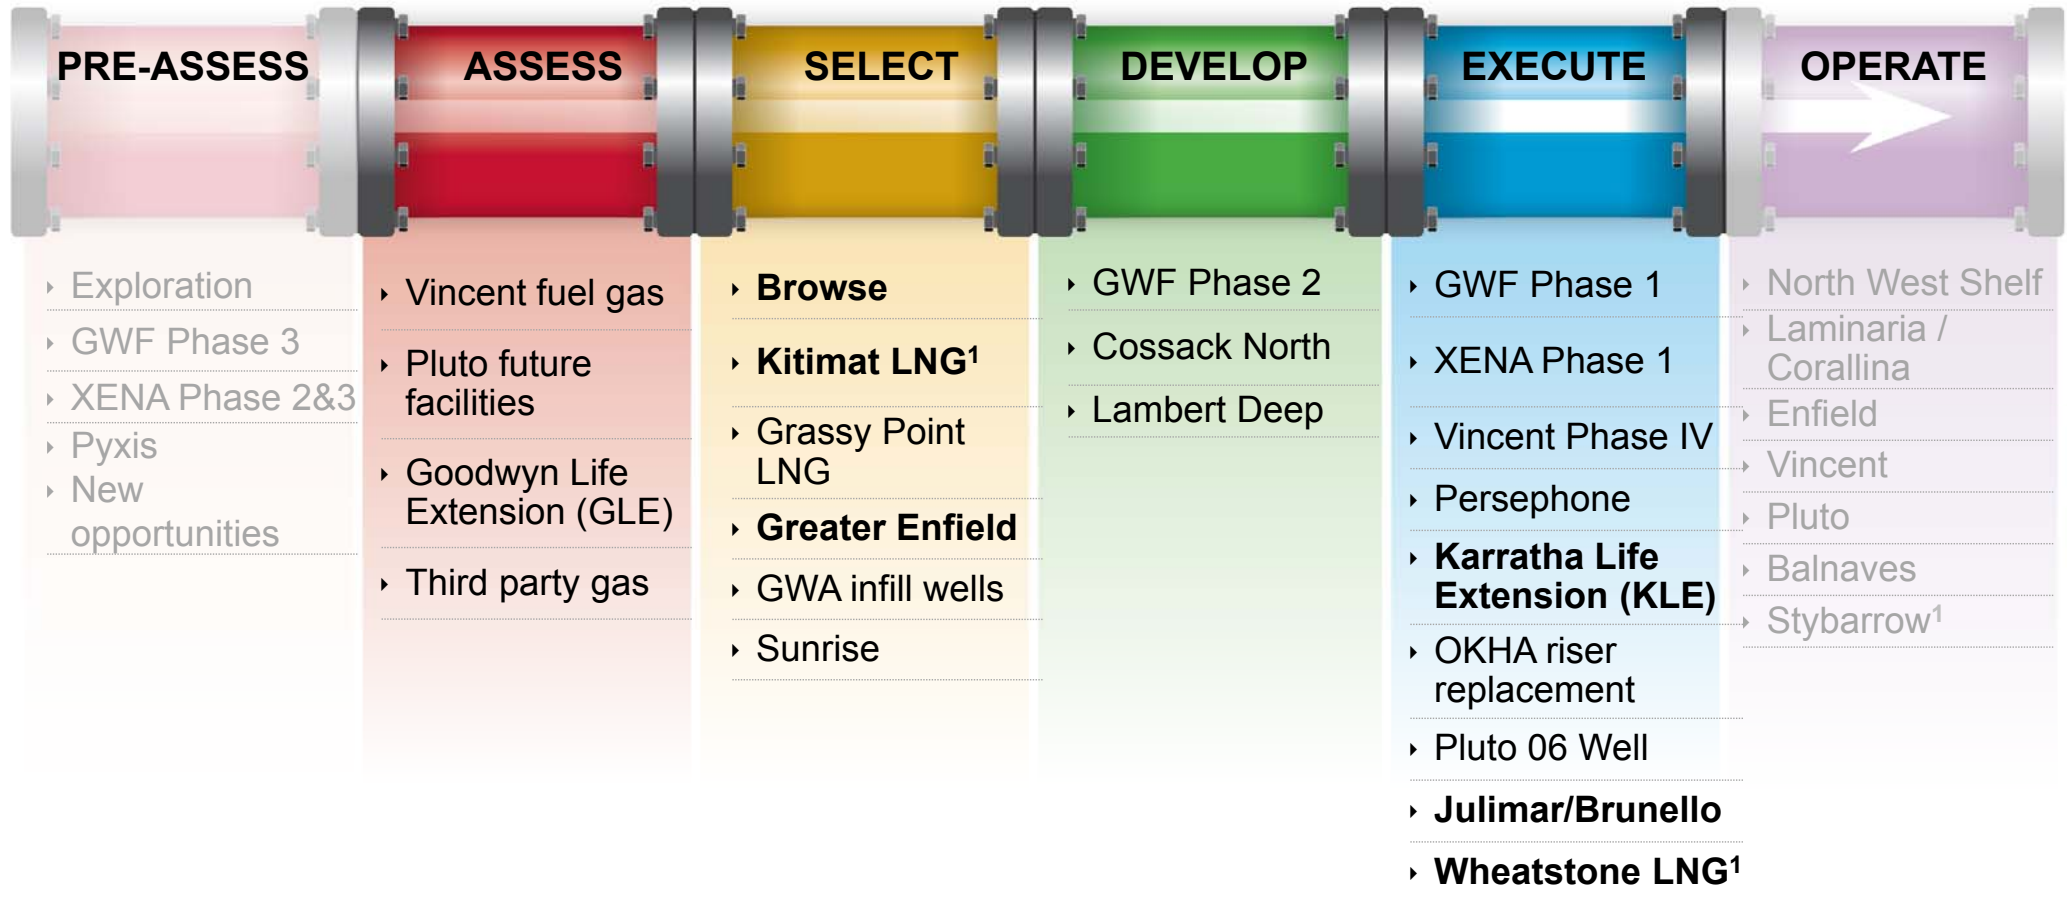 PRE-ASSESS
ASSESS
SELECT
DEVELOP
EXECUTE
OPERATE
‣ Exploration
‣ GWF Phase 3
‣ XENA Phase 2&3
‣ Pyxis
‣ New
opportunities
‣ Vincent fuel gas
‣ Pluto future
facilities
‣ Goodwyn Life
Extension (GLE)
‣ Third party gas
‣ Browse
‣ Kitimat LNG¹
‣ Grassy Point
LNG
‣ Greater Enfield
‣ GWA infill wells
‣ Sunrise
‣ GWF Phase 2
‣ Cossack North
‣ Lambert Deep
‣ GWF Phase 1
‣ XENA Phase 1
‣ Vincent Phase IV
‣ Persephone
‣ Karratha Life
Extension (KLE)
‣ OKHA riser
replacement
‣ Pluto 06 Well
‣ Julimar/Brunello
‣ Wheatstone LNG¹
‣ North West Shelf
‣ Laminaria /
Corallina
‣ Enfield
‣ Vincent
‣ Pluto
‣ Balnaves
‣ Stybarrow¹